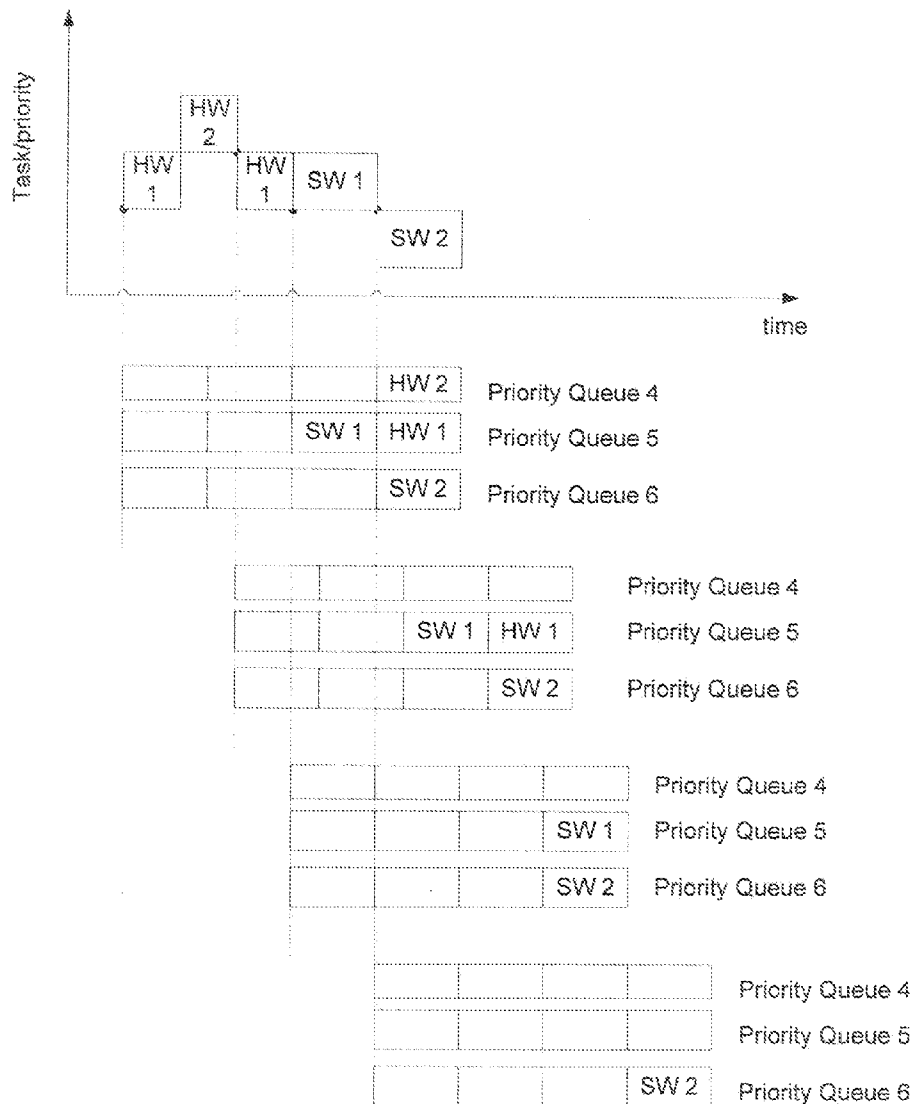 Task/priority
HW
2
HW
1
HW
1
SW 1
SW 2
time
HW 2
Priority Queue 4
SW 1
HW 1
Priority Queue 5
SW 2
Priority Queue 6
Priority Queue 4
SW 1
HW 1
Priority Queue 5
SW 2
Priority Queue 6
Priority Queue 4
SW 1
Priority Queue 5
SW 2
Priority Queue 6
Priority Queue 4
Priority Queue 5
SW 2
Priority Queue 6